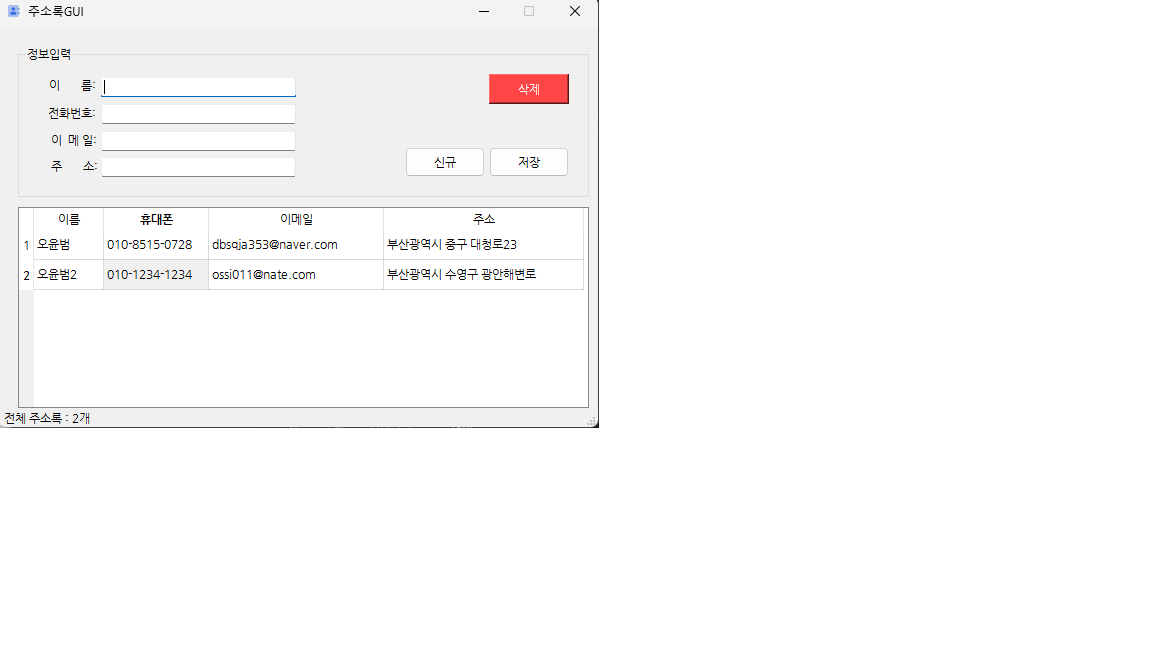 주소록GUI
정보입력
이 름:
삭제
전화번호:
이 메 일:
주 소:
신규 저장
이름 휴대폰 이메일 주소
1 오윤범 010-8515-0728 dbsqja353@naver.com 부산광역시 중구 대청로23
2 오윤범2 010-1234-1234 ossi011@nate.com 부산광역시 수영구 광안해변로
전체 주소록 : 2개